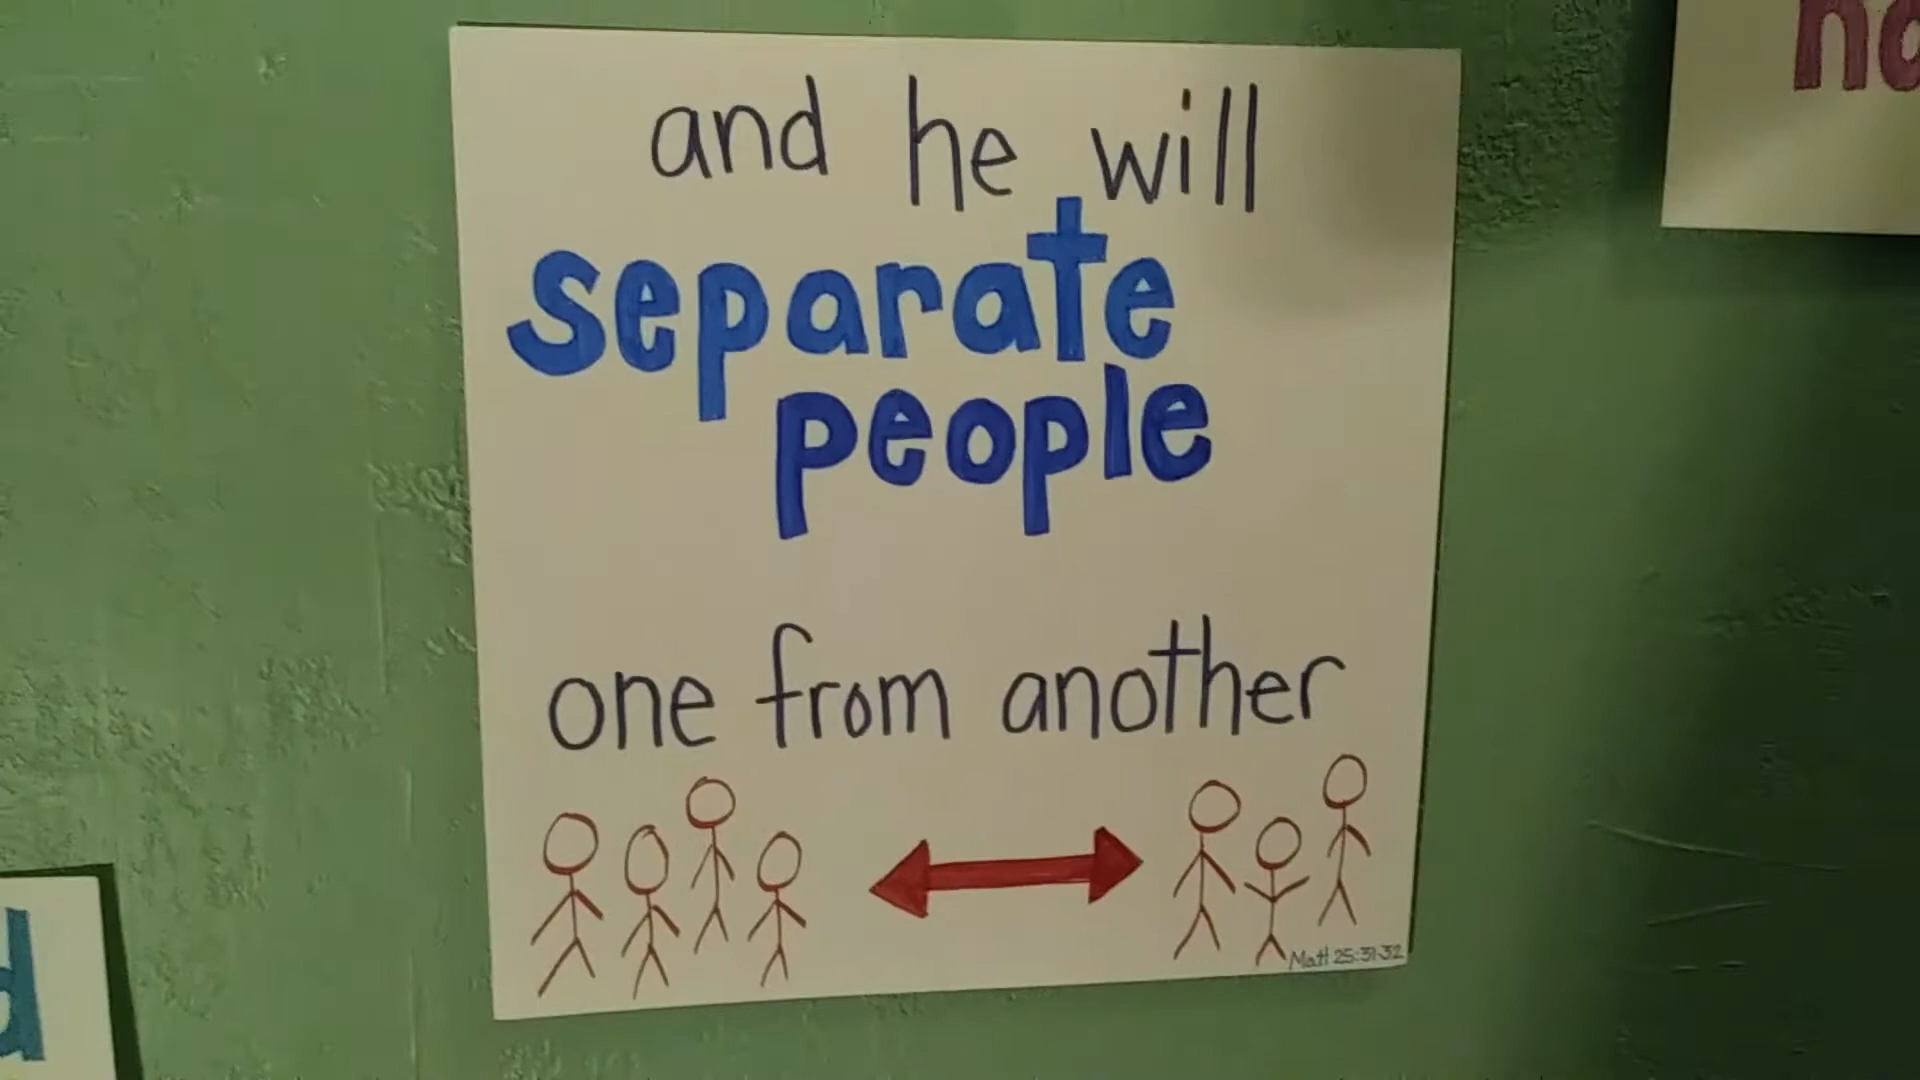 and he will
separate
people
one from another
Matt 25:31-32